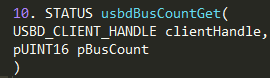 10. STATUS usbdBusCountGet(
USBD_CLIENT_HANDLE clientHandle,
pUINT16 pBusCount
)